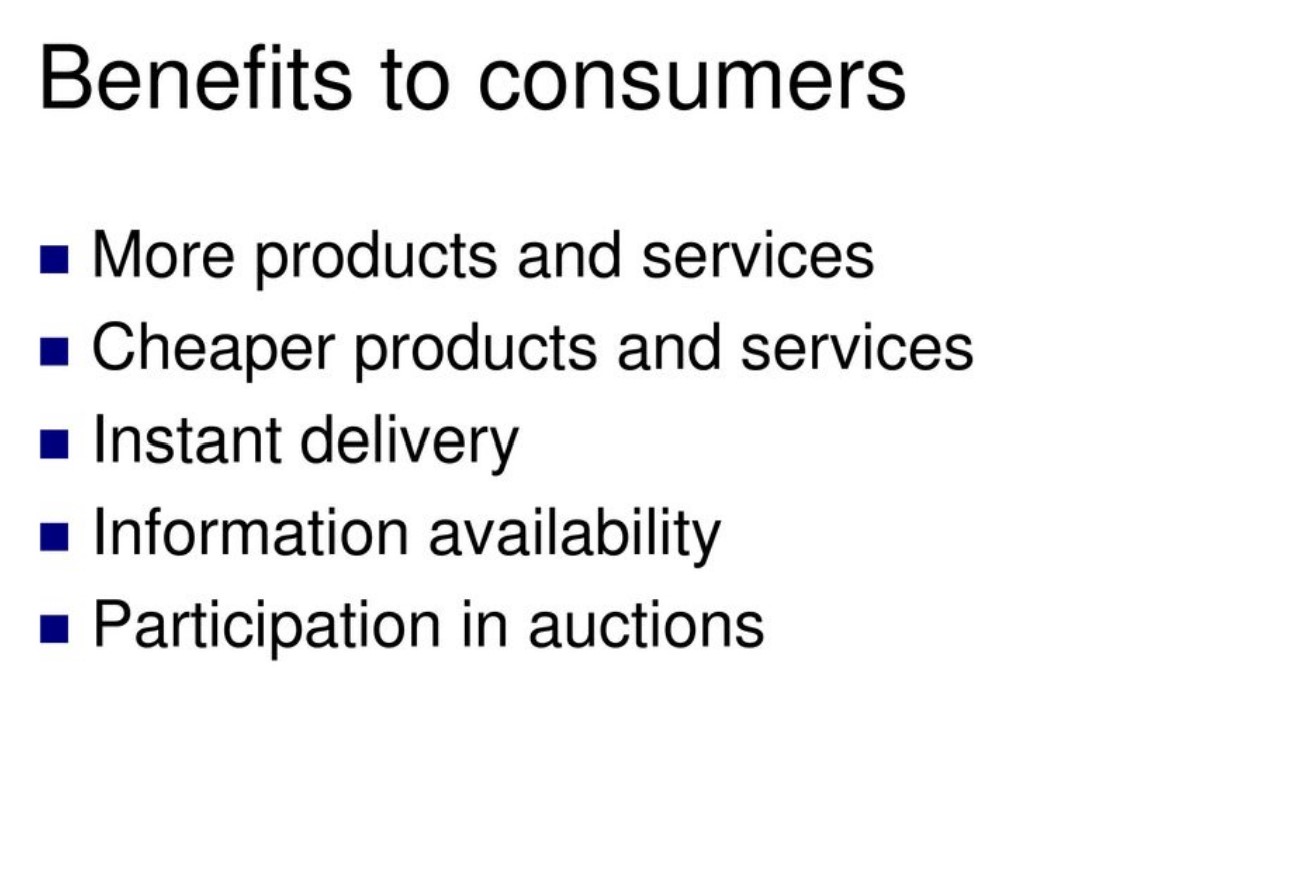 Benefits to consumers
■ More products and services
■ Cheaper products and services
■ Instant delivery
■ Information availability
■ Participation in auctions